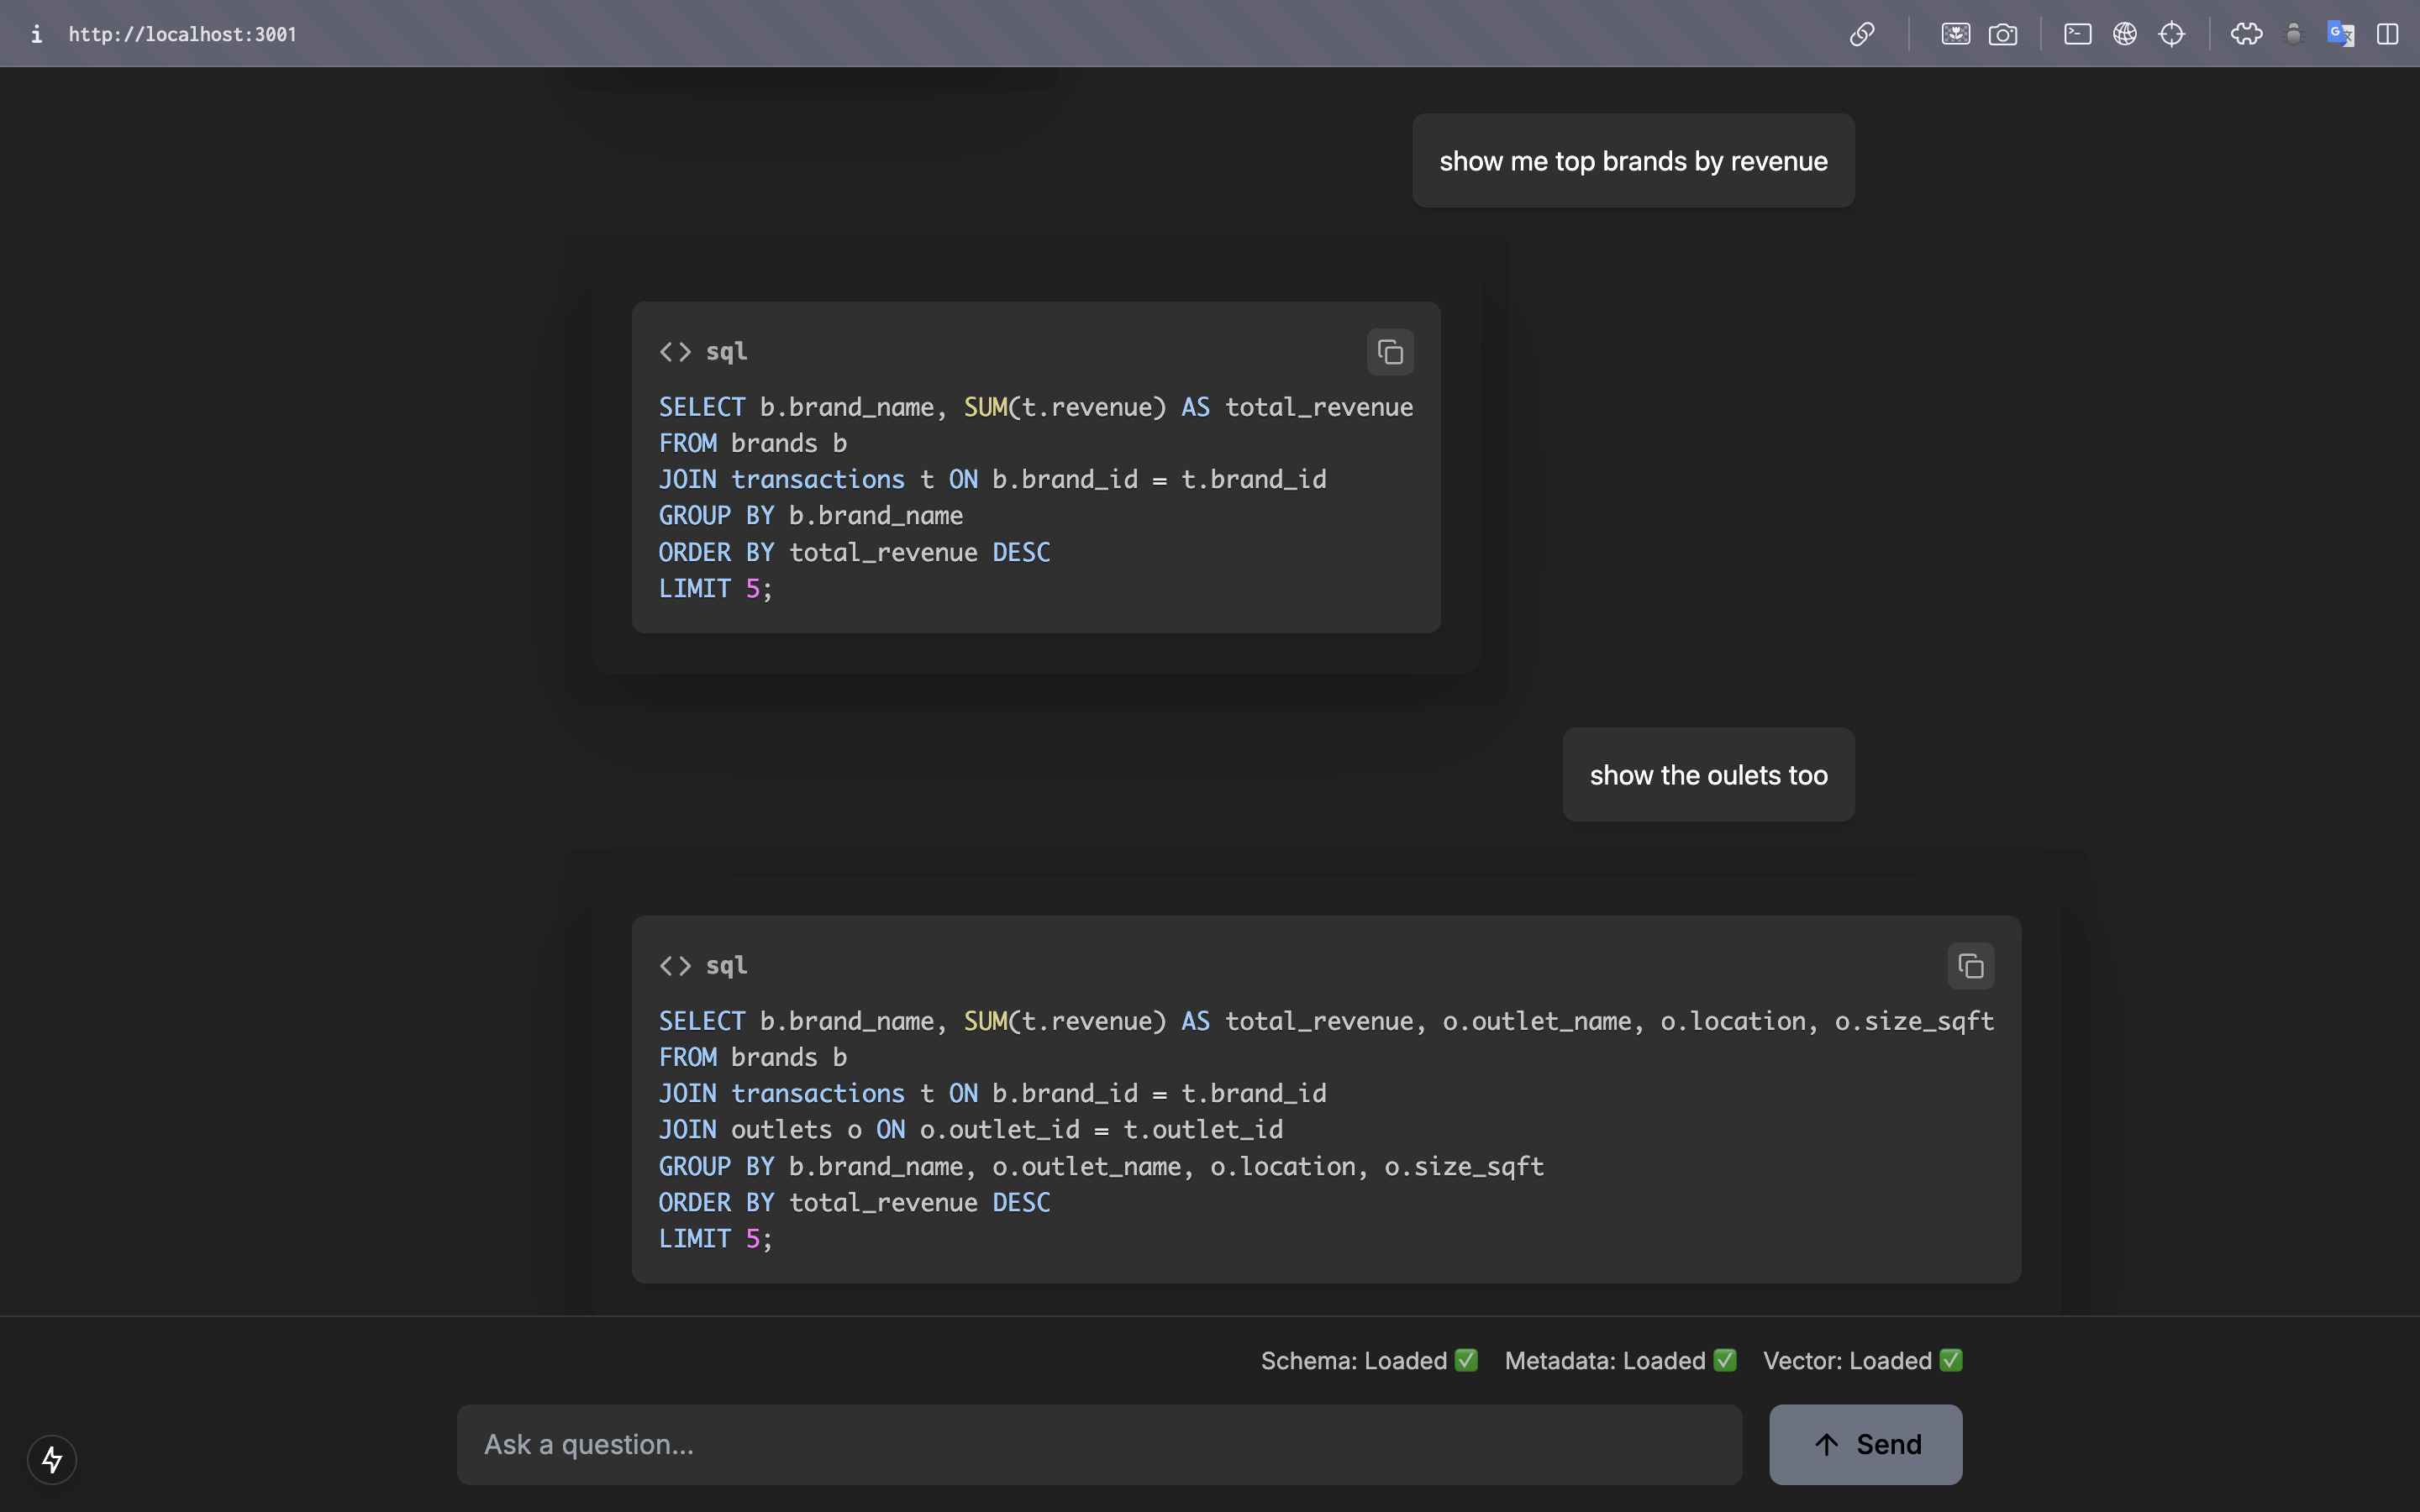 http://localhost:3001
show me top brands by revenue
<> sql
SELECT b.brand_name, SUM(t.revenue) AS total_revenue
FROM brands b
JOIN transactions t ON b.brand_id = t.brand_id
GROUP BY b.brand_name
ORDER BY total_revenue DESC
LIMIT 5;
show the oulets too
<> sql
SELECT b.brand_name, SUM(t.revenue) AS total_revenue, o.outlet_name, o.location, o.size_sqft
FROM brands b
JOIN transactions t ON b.brand_id = t.brand_id
JOIN outlets o ON o.outlet_id = t.outlet_id
GROUP BY b.brand_name, o.outlet_name, o.location, o.size_sqft
ORDER BY total_revenue DESC
LIMIT 5;
Schema: Loaded ✅ Metadata: Loaded ✅ Vector: Loaded ✅
Ask a question...
Send